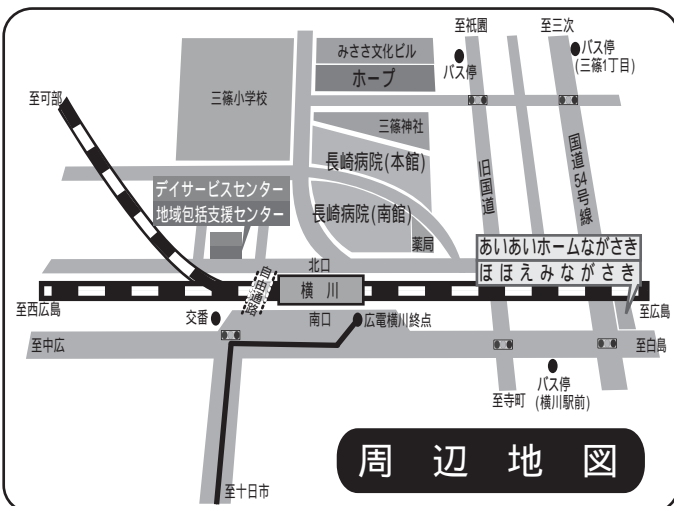 至祇園
至三次
みささ文化ビル
ホープ
バス停
バス停
(三篠1丁目)
至可部
三篠小学校
三篠神社
長崎病院(本館)
旧国道
国道54号線
デイサービスセンター
地域包括支援センター
長崎病院(南館)
薬局
あいあいホームながさき
ほほえみながさき
北口
自由通路
横川
至西広島
交番
南口
広電横川終点
至広島
至中広
至白島
バス停
(横川駅前)
至寺町
周辺地図
至十日市